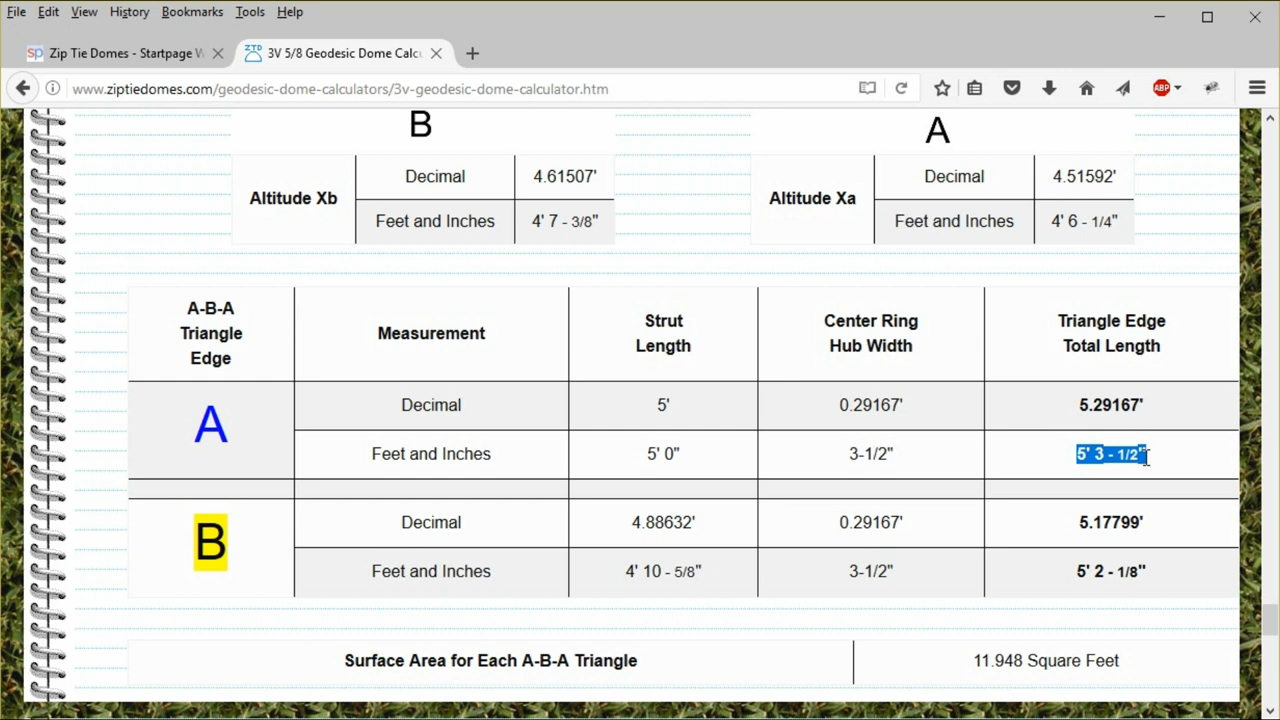 File Edit View History Bookmarks Tools Help
sp Zip Tie Domes - Startpage W
ZTD 3V 5/8 Geodesic Dome Calcu
www.ziptiedomes.com/geodesic-dome-calculators/3v-geodesic-dome-calculator.htm
ABP
B A
Altitude Xb Decimal 4.61507'
Feet and Inches 4' 7 - 3/8"
Altitude Xa Decimal 4.51592'
Feet and Inches 4' 6 - 1/4"
A-B-A
Triangle
Edge
Measurement
Strut
Length
Center Ring
Hub Width
Triangle Edge
Total Length
A
Decimal 5' 0.29167' 5.29167'
Feet and Inches 5' 0" 3-1/2" 5' 3 - 1/2"
B
Decimal 4.88632' 0.29167' 5.17799'
Feet and Inches 4' 10 - 5/8" 3-1/2" 5' 2 - 1/8"
Surface Area for Each A-B-A Triangle 11.948 Square Feet